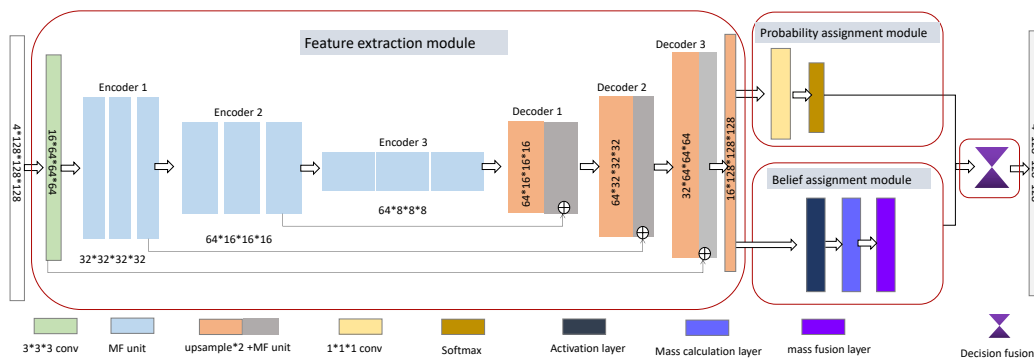 Feature extraction module
Probability assignment module
Decoder 3
Encoder 1
Encoder 2
Decoder 1
Decoder 2
Encoder 3
4*128*128*128
16*64*64*64
64*16*16*16
64*32*32*32
32*64*64*64
16*128*128*128
Belief assignment module
64*8*8*8
64*16*16*16
32*32*32*32
3*3*3 conv
MF unit
upsample*2 +MF unit
1*1*1 conv
Softmax
Activation layer
Mass calculation layer
mass fusion layer
Decision fusion